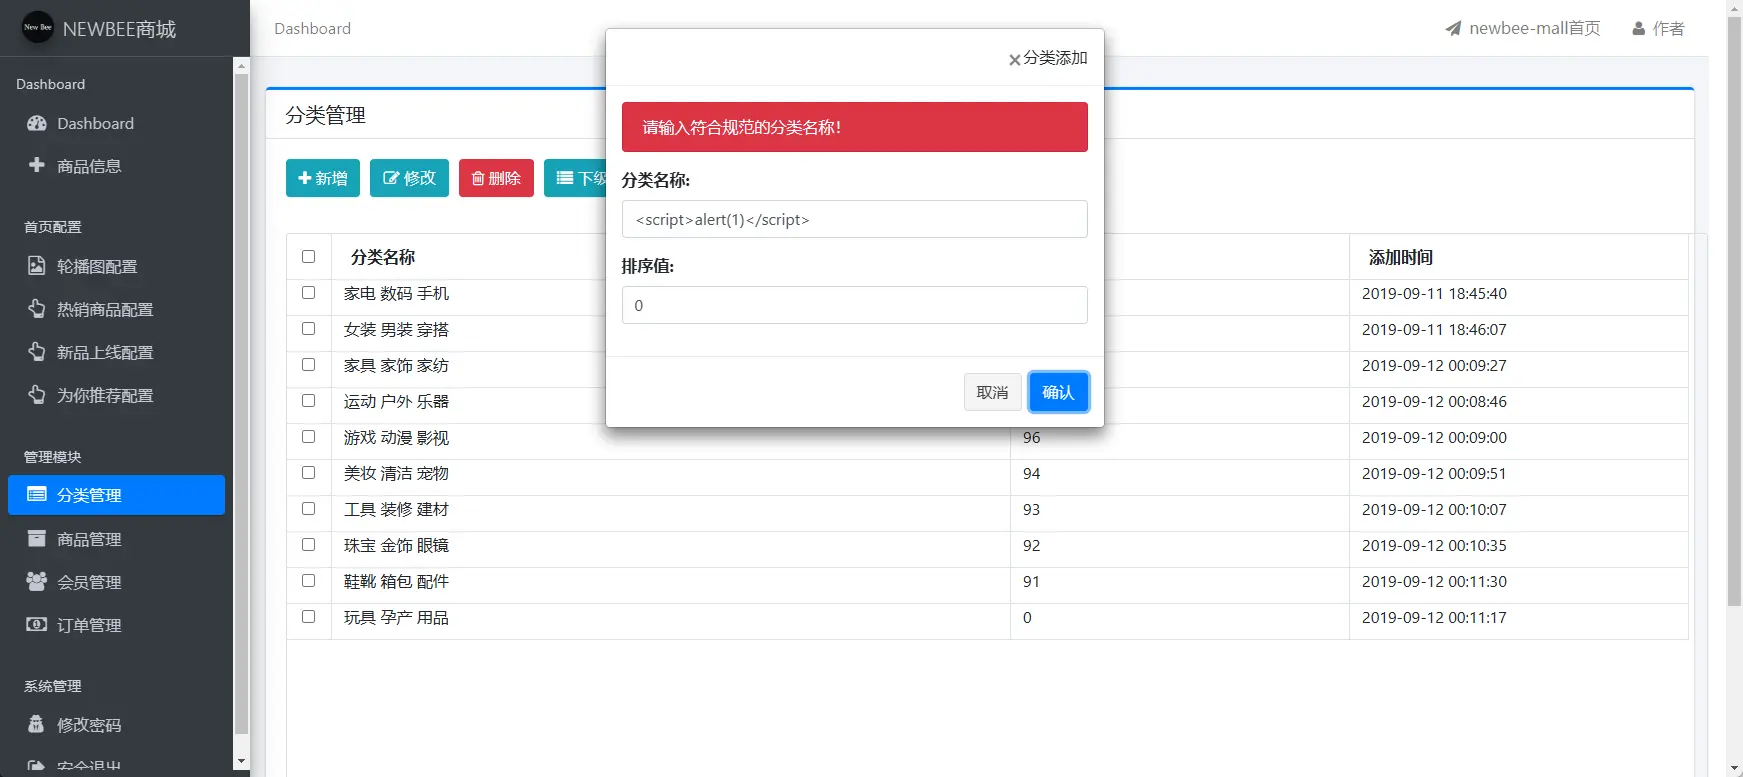 New Bee NEWBEE商城
Dashboard
newbee-mall首页 作者
Dashboard
Dashboard
商品信息
首页配置
轮播图配置
热销商品配置
新品上线配置
为你推荐配置
管理模块
分类管理
商品管理
会员管理
订单管理
系统管理
修改密码
安全退出
分类管理
新增 修改 删除 下级
分类名称 添加时间
家电 数码 手机 2019-09-11 18:45:40
女装 男装 穿搭 2019-09-11 18:46:07
家具 家饰 家纺 2019-09-12 00:09:27
运动 户外 乐器 2019-09-12 00:08:46
游戏 动漫 影视 96 2019-09-12 00:09:00
美妆 清洁 宠物 94 2019-09-12 00:09:51
工具 装修 建材 93 2019-09-12 00:10:07
珠宝 金饰 眼镜 92 2019-09-12 00:10:35
鞋靴 箱包 配件 91 2019-09-12 00:11:30
玩具 孕产 用品 0 2019-09-12 00:11:17
×分类添加
请输入符合规范的分类名称!
分类名称:
<script>alert(1)</script>
排序值:
0
取消 确认